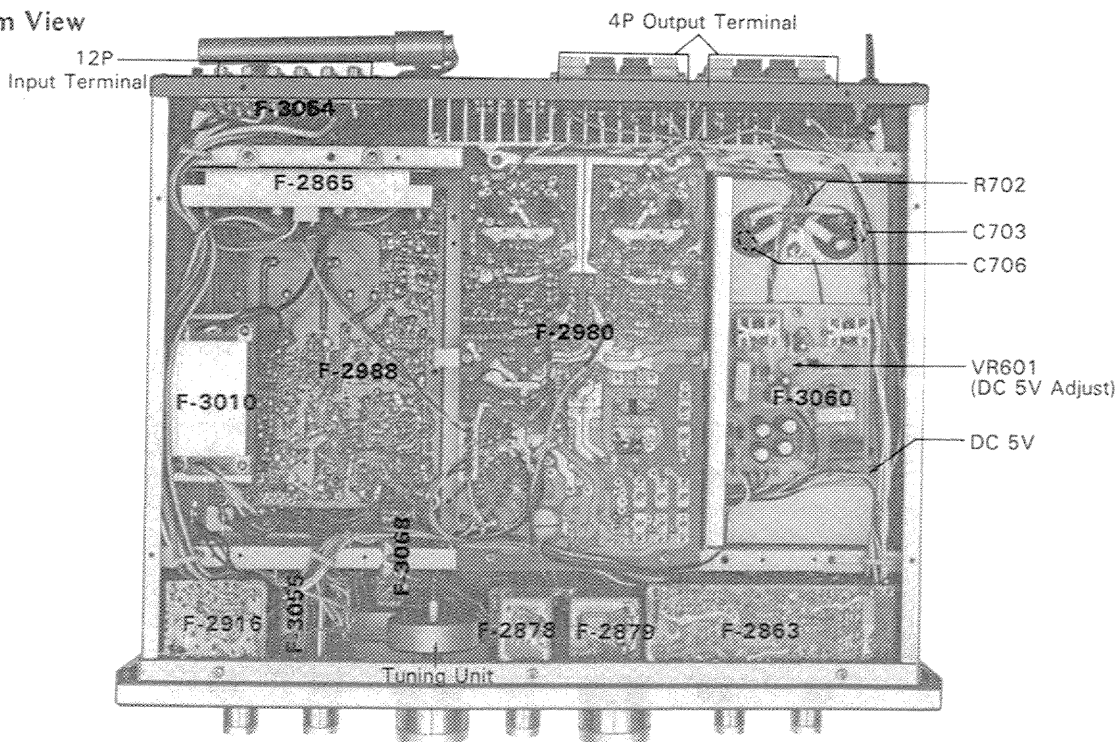 m View
4P Output Terminal
12P
Input Terminal
F-3064
F-2865
R702
C703
C706
F-2980
F-2988
F-3010
VR601
(DC 5V Adjust)
F-3060
DC 5V
F-3068
F-3055
F-2916
F-2878
F-2879
F-2863
Tuning Unit